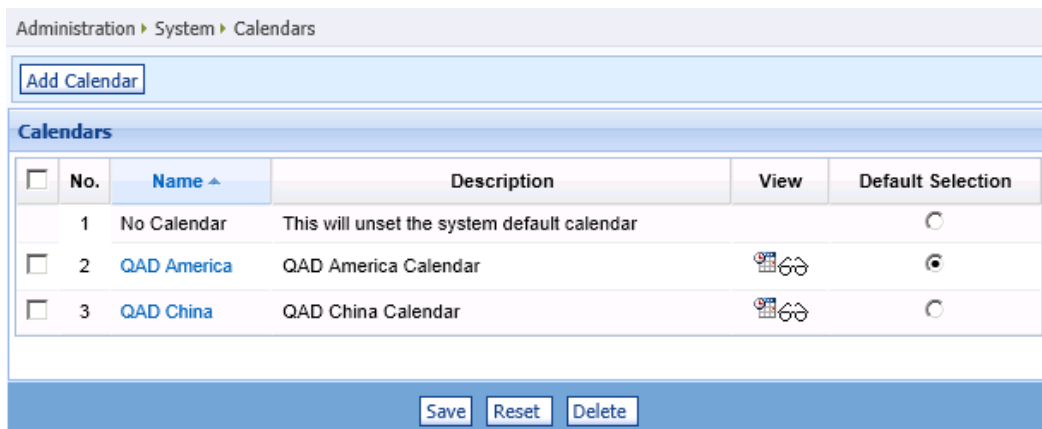 Administration System Calendars
Add Calendar
Calendars
No. Name Description View Default Selection
1 No Calendar This will unset the system default calendar
2 QAD America QAD America Calendar
3 QAD China QAD China Calendar
Save Reset Delete